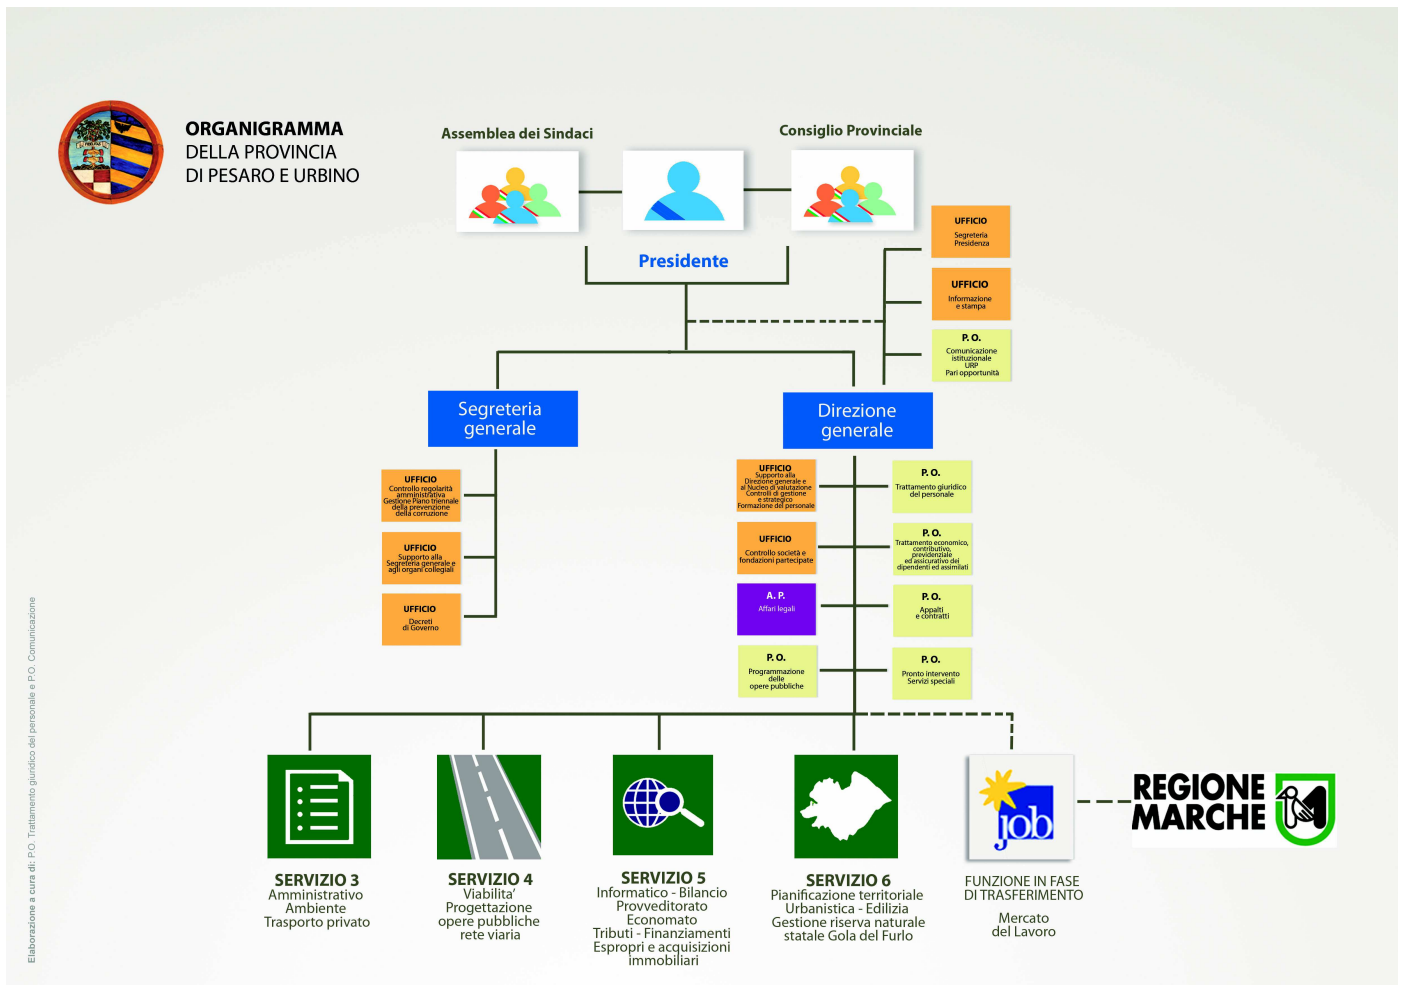 ORGANIGRAMMA
DELLA PROVINCIA
DI PESARO E URBINO
Assemblea dei Sindaci
Consiglio Provinciale
Presidente
UFFICIO
Segreteria
Presidenza
UFFICIO
Informazione
e stampa
P. O.
Comunicazione
istituzionale
URP
Pari opportunità
Segreteria
generale
Direzione
generale
UFFICIO
Controllo regolarità
amministrativa
Gestione Piano triennale
della prevenzione
della corruzione
UFFICIO
Supporto alla
Segreteria generale e
agli organi collegiali
UFFICIO
Decreti
di Governo
UFFICIO
Supporto alla
Direzione generale e
al Nucleo di valutazione
Controlli di gestione
e strategico
Formazione del personale
P. O.
Trattamento giuridico
del personale
UFFICIO
Controllo società e
fondazioni partecipate
P. O.
Trattamento economico,
contributivo,
previdenziale
ed assicurativo dei
dipendenti ed assimilati
A. P.
Affari legali
P. O.
Appalti
e contratti
P. O.
Programmazione
delle
opere pubbliche
P. O.
Pronto intervento
Servizi speciali
SERVIZIO 3
Amministrativo
Ambiente
Trasporto privato
SERVIZIO 4
Viabilita'
Progettazione
opere pubbliche
rete viaria
SERVIZIO 5
Informatico - Bilancio
Provveditorato
Economato
Tributi - Finanziamenti
Espropri e acquisizioni
immobiliari
SERVIZIO 6
Pianificazione territoriale
Urbanistica - Edilizia
Gestione riserva naturale
statale Gola del Furlo
job
FUNZIONE IN FASE
DI TRASFERIMENTO
Mercato
del Lavoro
REGIONE
MARCHE
Elaborazione a cura di: P.O. Trattamento giuridico del personale e P.O. Comunicazione